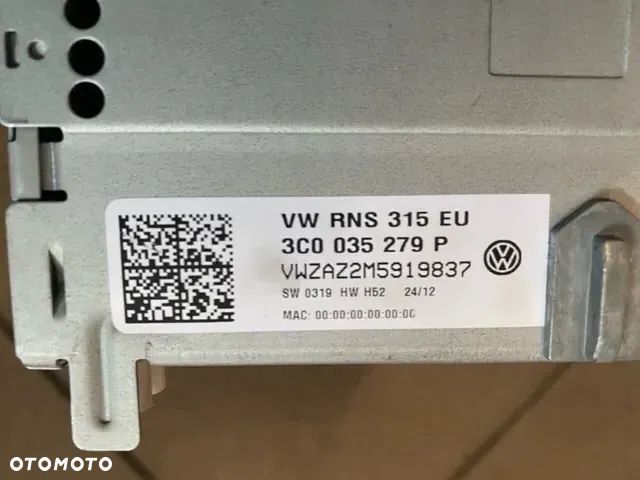 VW RNS 315 EU
3C0 035 279 P
VWZAZ2M5919837
SW 0319 HW H52 24/12
MAC: 00:00:00:00:00:00
OTOMOTO